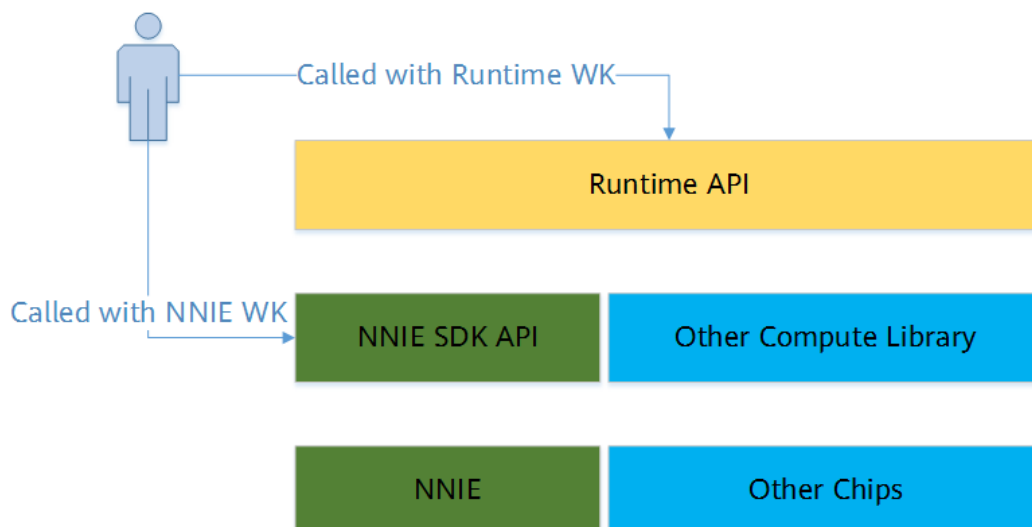 Called with Runtime WK
Runtime API
Called with NNIE WK
NNIE SDK API
Other Compute Library
NNIE
Other Chips